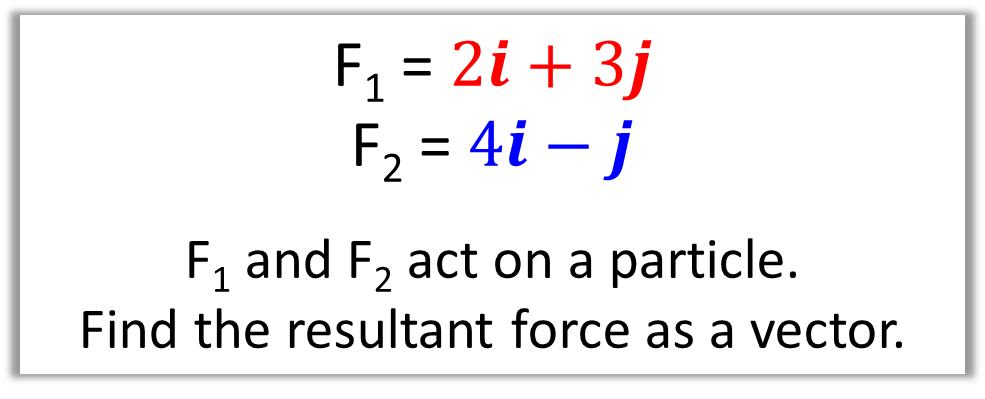 F₁ = 2i + 3j
F₂ = 4i − j
F₁ and F₂ act on a particle.
Find the resultant force as a vector.